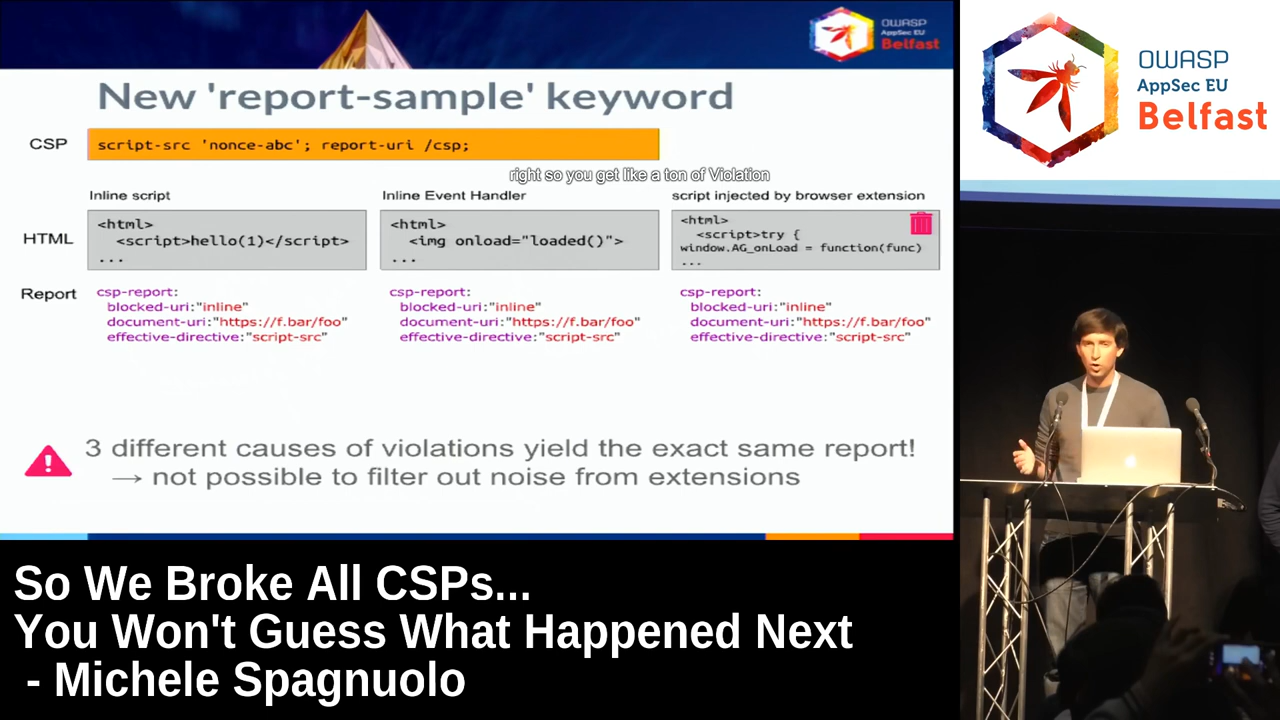 OWASP
AppSec EU
Belfast
New 'report-sample' keyword
CSP
script-src 'nonce-abc'; report-uri /csp;
right so you get like a ton of Violation
Inline script
Inline Event Handler
script injected by browser extension
HTML
<html>
<script>hello(1)</script>
...
<html>
<img onload="loaded()">
...
<html>
<script>try {
window.AG_onLoad = function(func)
...
Report
csp-report:
blocked-uri:"inline"
document-uri:"https://f.bar/foo"
effective-directive:"script-src"
csp-report:
blocked-uri:"inline"
document-uri:"https://f.bar/foo"
effective-directive:"script-src"
csp-report:
blocked-uri:"inline"
document-uri:"https://f.bar/foo"
effective-directive:"script-src"
3 different causes of violations yield the exact same report!
→ not possible to filter out noise from extensions
OWASP
AppSec EU
Belfast
So We Broke All CSPs...
You Won't Guess What Happened Next
- Michele Spagnuolo